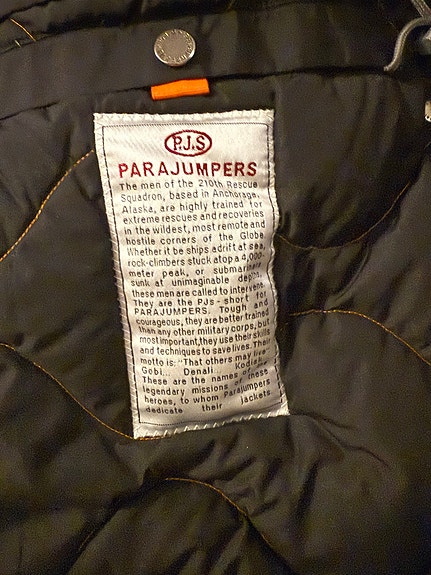 P.J.S
PARAJUMPERS
The men of the 210th Rescue
Squadron, based in Anchorage,
Alaska, are highly trained for
extreme rescues and recoveries
in the wildest, most remote and
hostile corners of the Globe.
Whether it be ships adrift at sea,
rock-climbers stuck atop a 4,000-
meter peak, or submarins
sunk at unimaginable depth,
these men are called to intervene.
They are the PJs - short for
PARAJUMPERS. Tough and
courageous, they are better trained
than any other military corps, but
most important, they use their skills
and techniques to save lives. Their
motto is: "That others may live"
Gobi... Denali Kodiak
These are the names of these
legendary missions of
heroes, to whom Parajumpers
dedicate their jackets